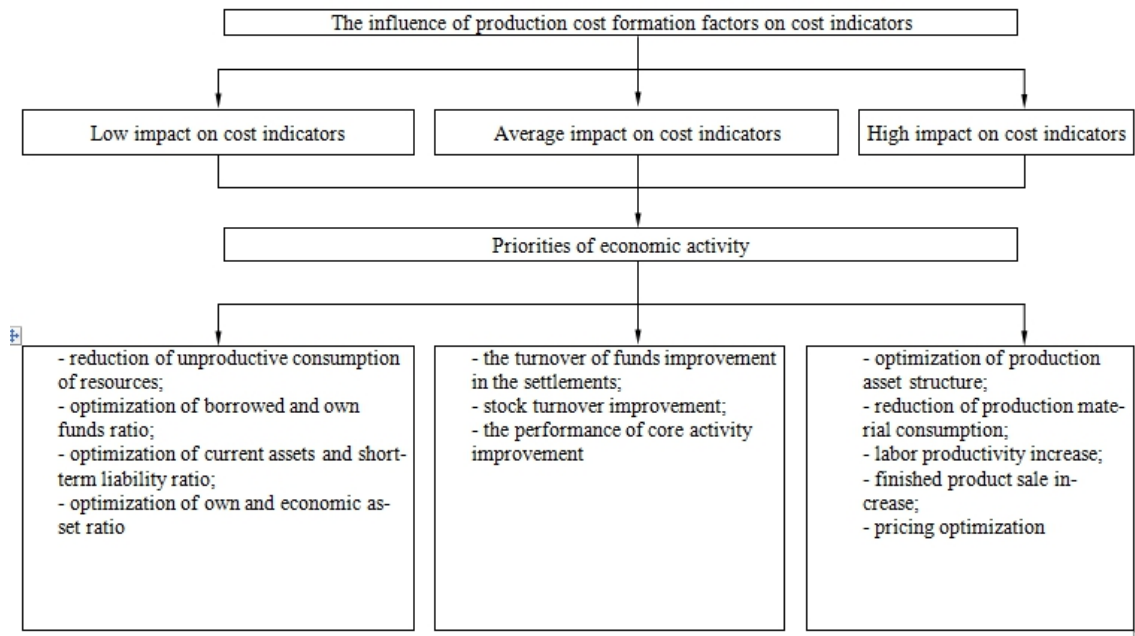 The influence of production cost formation factors on cost indicators
Low impact on cost indicators
Average impact on cost indicators
High impact on cost indicators
Priorities of economic activity
- reduction of unproductive consumption
of resources;
- optimization of borrowed and own
funds ratio;
- optimization of current assets and short-
term liability ratio;
- optimization of own and economic as-
set ratio
- the turnover of funds improvement
in the settlements;
- stock turnover improvement;
- the performance of core activity
improvement
- optimization of production
asset structure;
- reduction of production mate-
rial consumption;
- labor productivity increase;
- finished product sale in-
crease;
- pricing optimization